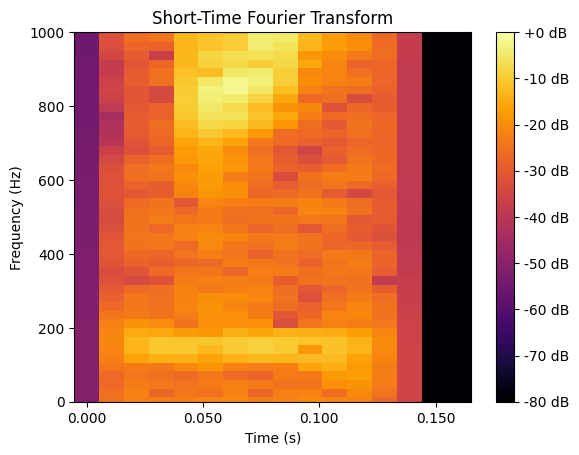 Short-Time Fourier Transform
1000
800
600
400
200
0
Frequency (Hz)
0.000
0.050
0.100
0.150
Time (s)
+0 dB
-10 dB
-20 dB
-30 dB
-40 dB
-50 dB
-60 dB
-70 dB
-80 dB